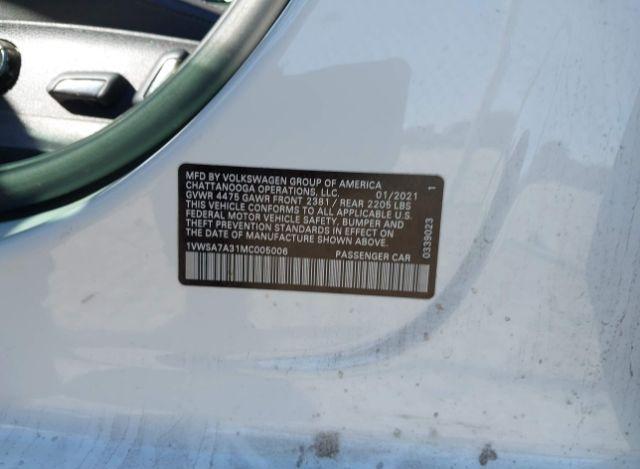 MFD BY VOLKSWAGEN GROUP OF AMERICA
CHATTANOOGA OPERATIONS, LLC. 01/2021 1
GVWR 4475 GAWR FRONT 2381 / REAR 2205 LBS
THIS VEHICLE CONFORMS TO ALL APPLICABLE U.S.
FEDERAL MOTOR VEHICLE SAFETY, BUMPER AND
THEFT PREVENTION STANDARDS IN EFFECT ON
THE DATE OF MANUFACTURE SHOWN ABOVE.
1VWSA7A31MC005006 PASSENGER CAR
0339023